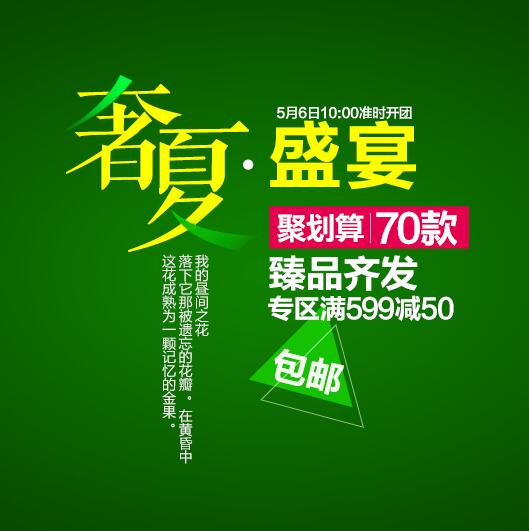 奢夏·盛宴
5月6日10:00准时开团
聚划算|70款
臻品齐发
专区满599减50
包邮
我的昼间之花
落下它那被遗忘的花瓣。在黄昏中
这花成熟为一颗记忆的金果。